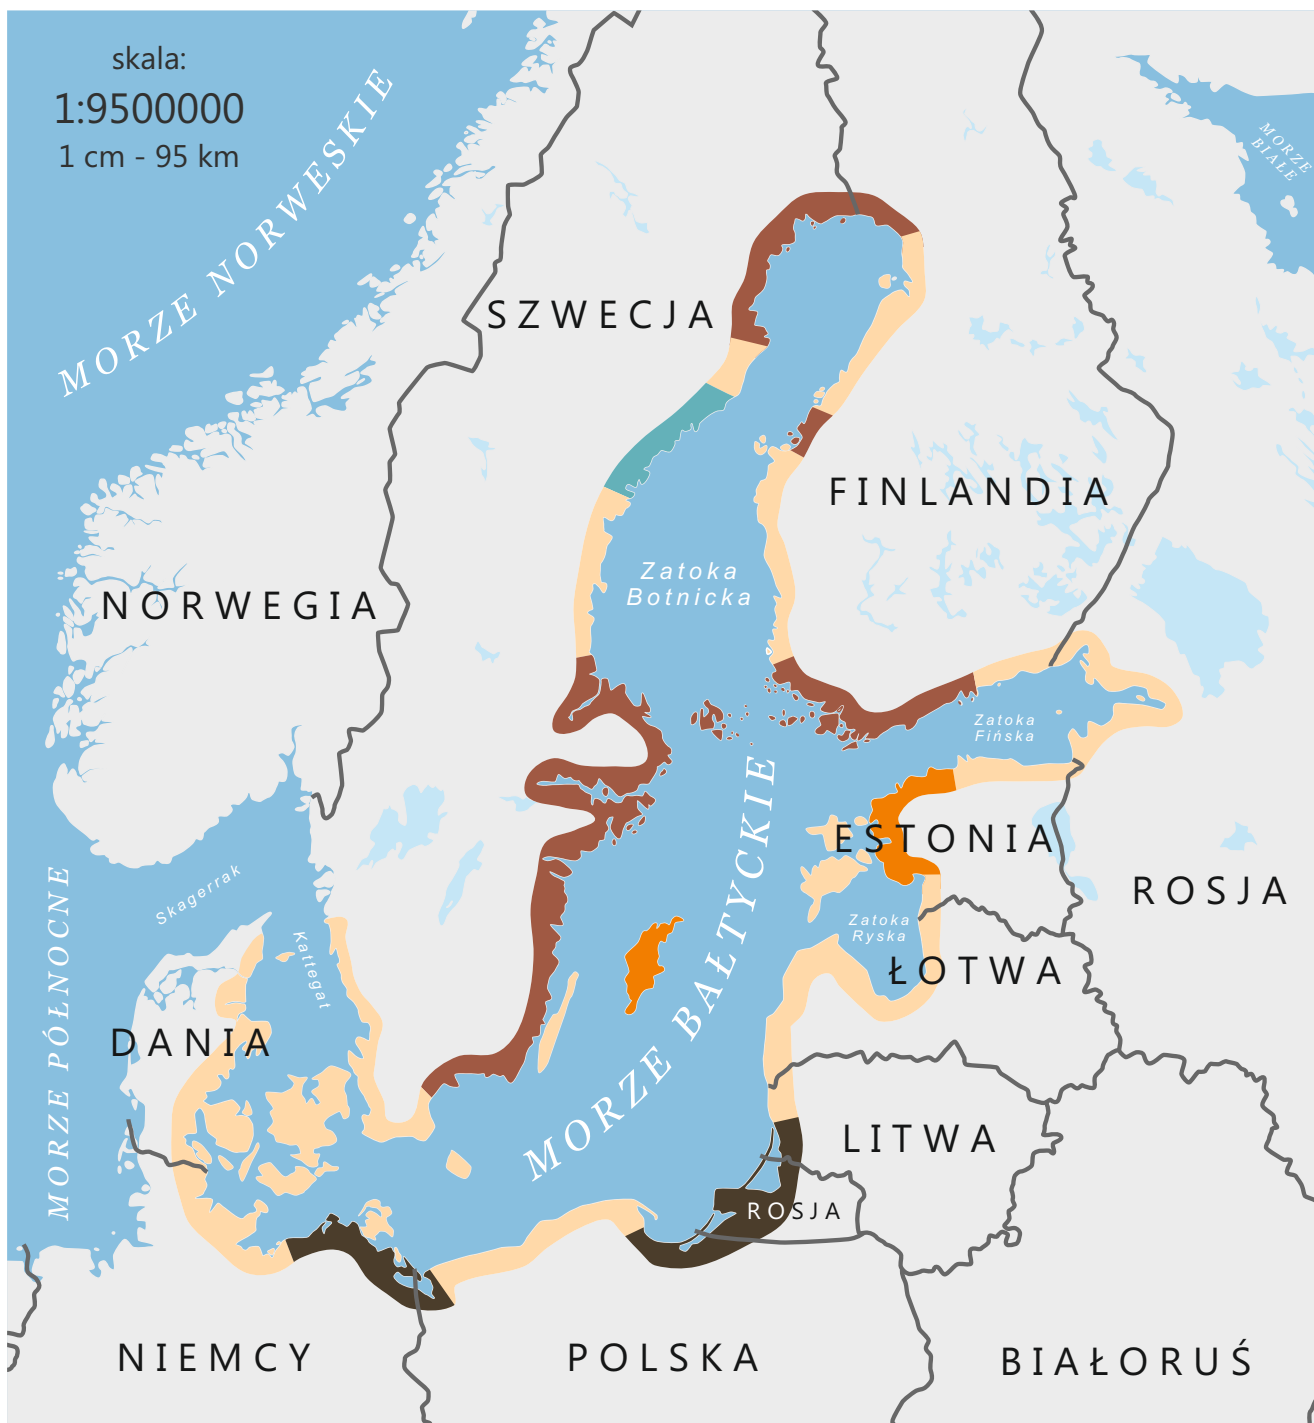 skala:
1:9500000
1 cm - 95 km
MORZE NORWESKIE
MORZE
BIAŁE
SZWECJA
FINLANDIA
Zatoka
Botnicka
NORWEGIA
Zatoka
Fińska
ESTONIA
ROSJA
Skagerrak
Kattegat
Zatoka
Ryska
ŁOTWA
MORZE PÓŁNOCNE
DANIA
MORZE BAŁTYCKIE
LITWA
ROSJA
NIEMCY
POLSKA
BIAŁORUŚ